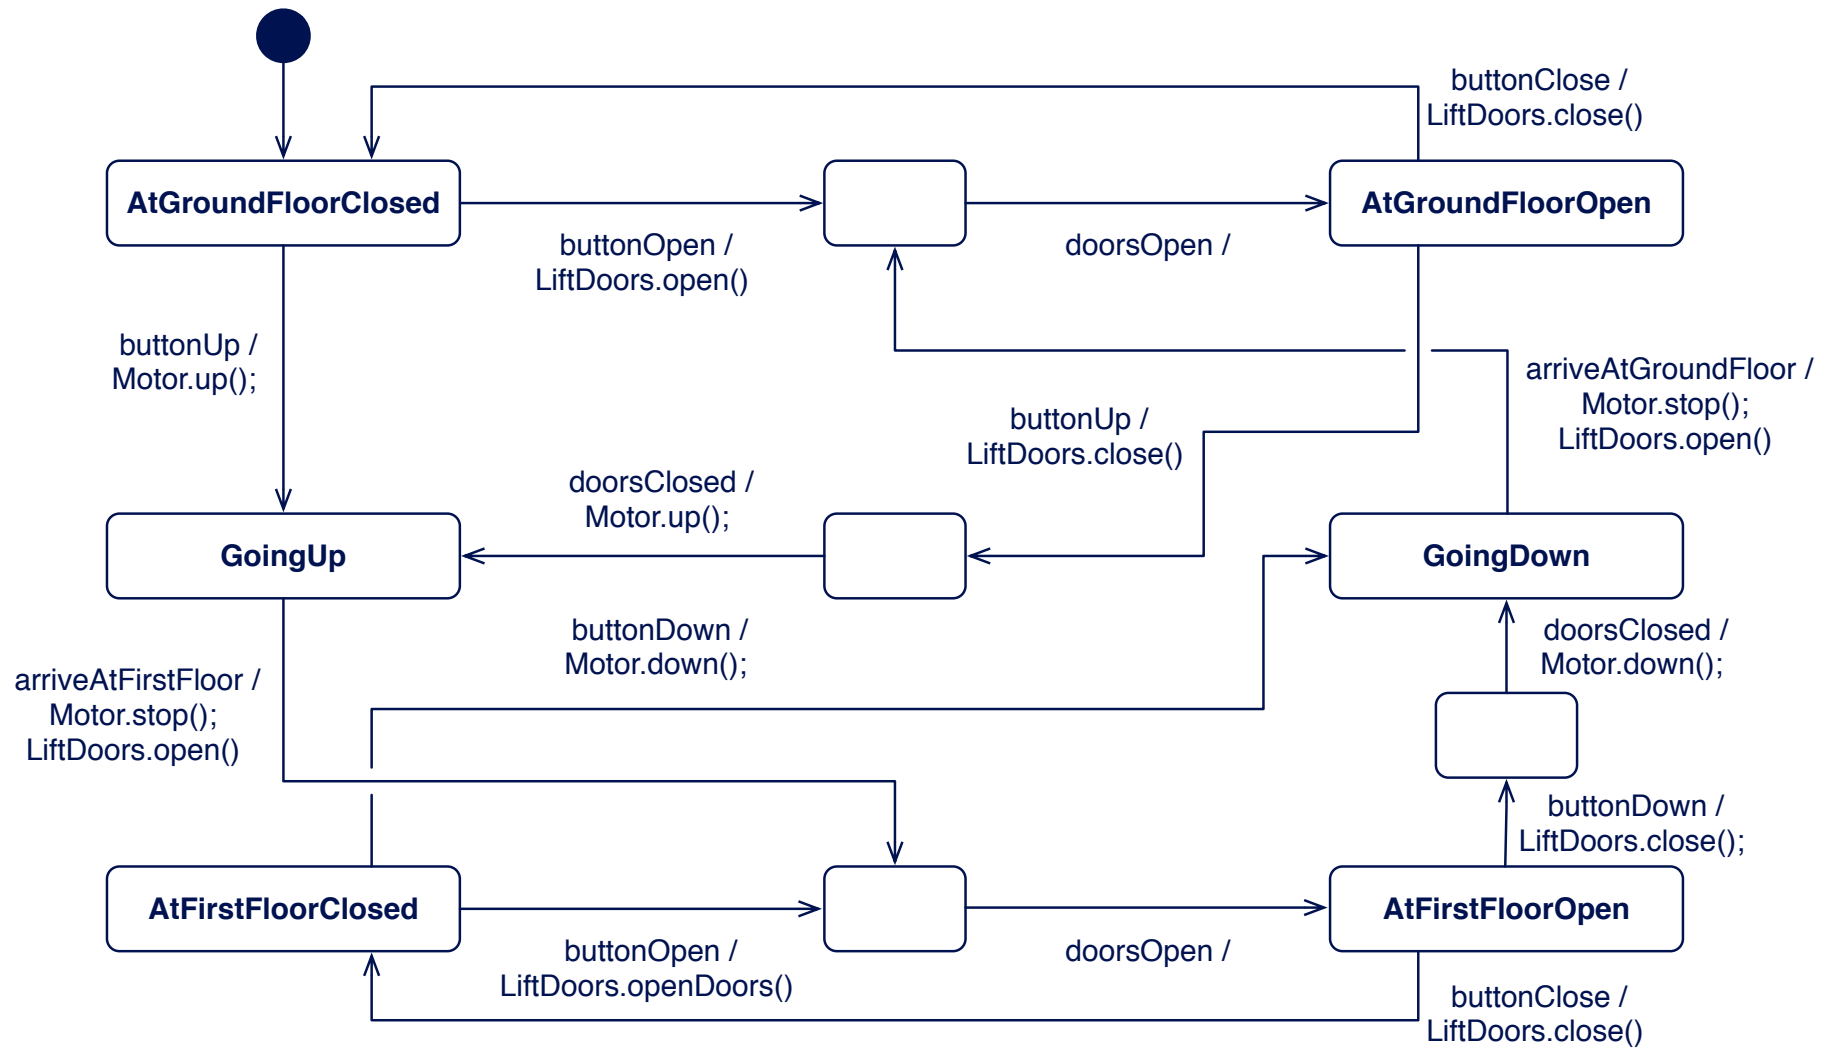 buttonClose /
LiftDoors.close()
AtGroundFloorClosed
AtGroundFloorOpen
buttonOpen /
LiftDoors.open()
doorsOpen /
buttonUp /
Motor.up();
arriveAtGroundFloor /
Motor.stop();
LiftDoors.open()
buttonUp /
LiftDoors.close()
doorsClosed /
Motor.up();
GoingUp
GoingDown
buttonDown /
Motor.down();
doorsClosed /
Motor.down();
arriveAtFirstFloor /
Motor.stop();
LiftDoors.open()
buttonDown /
LiftDoors.close();
AtFirstFloorClosed
AtFirstFloorOpen
buttonOpen /
LiftDoors.openDoors()
doorsOpen /
buttonClose /
LiftDoors.close()